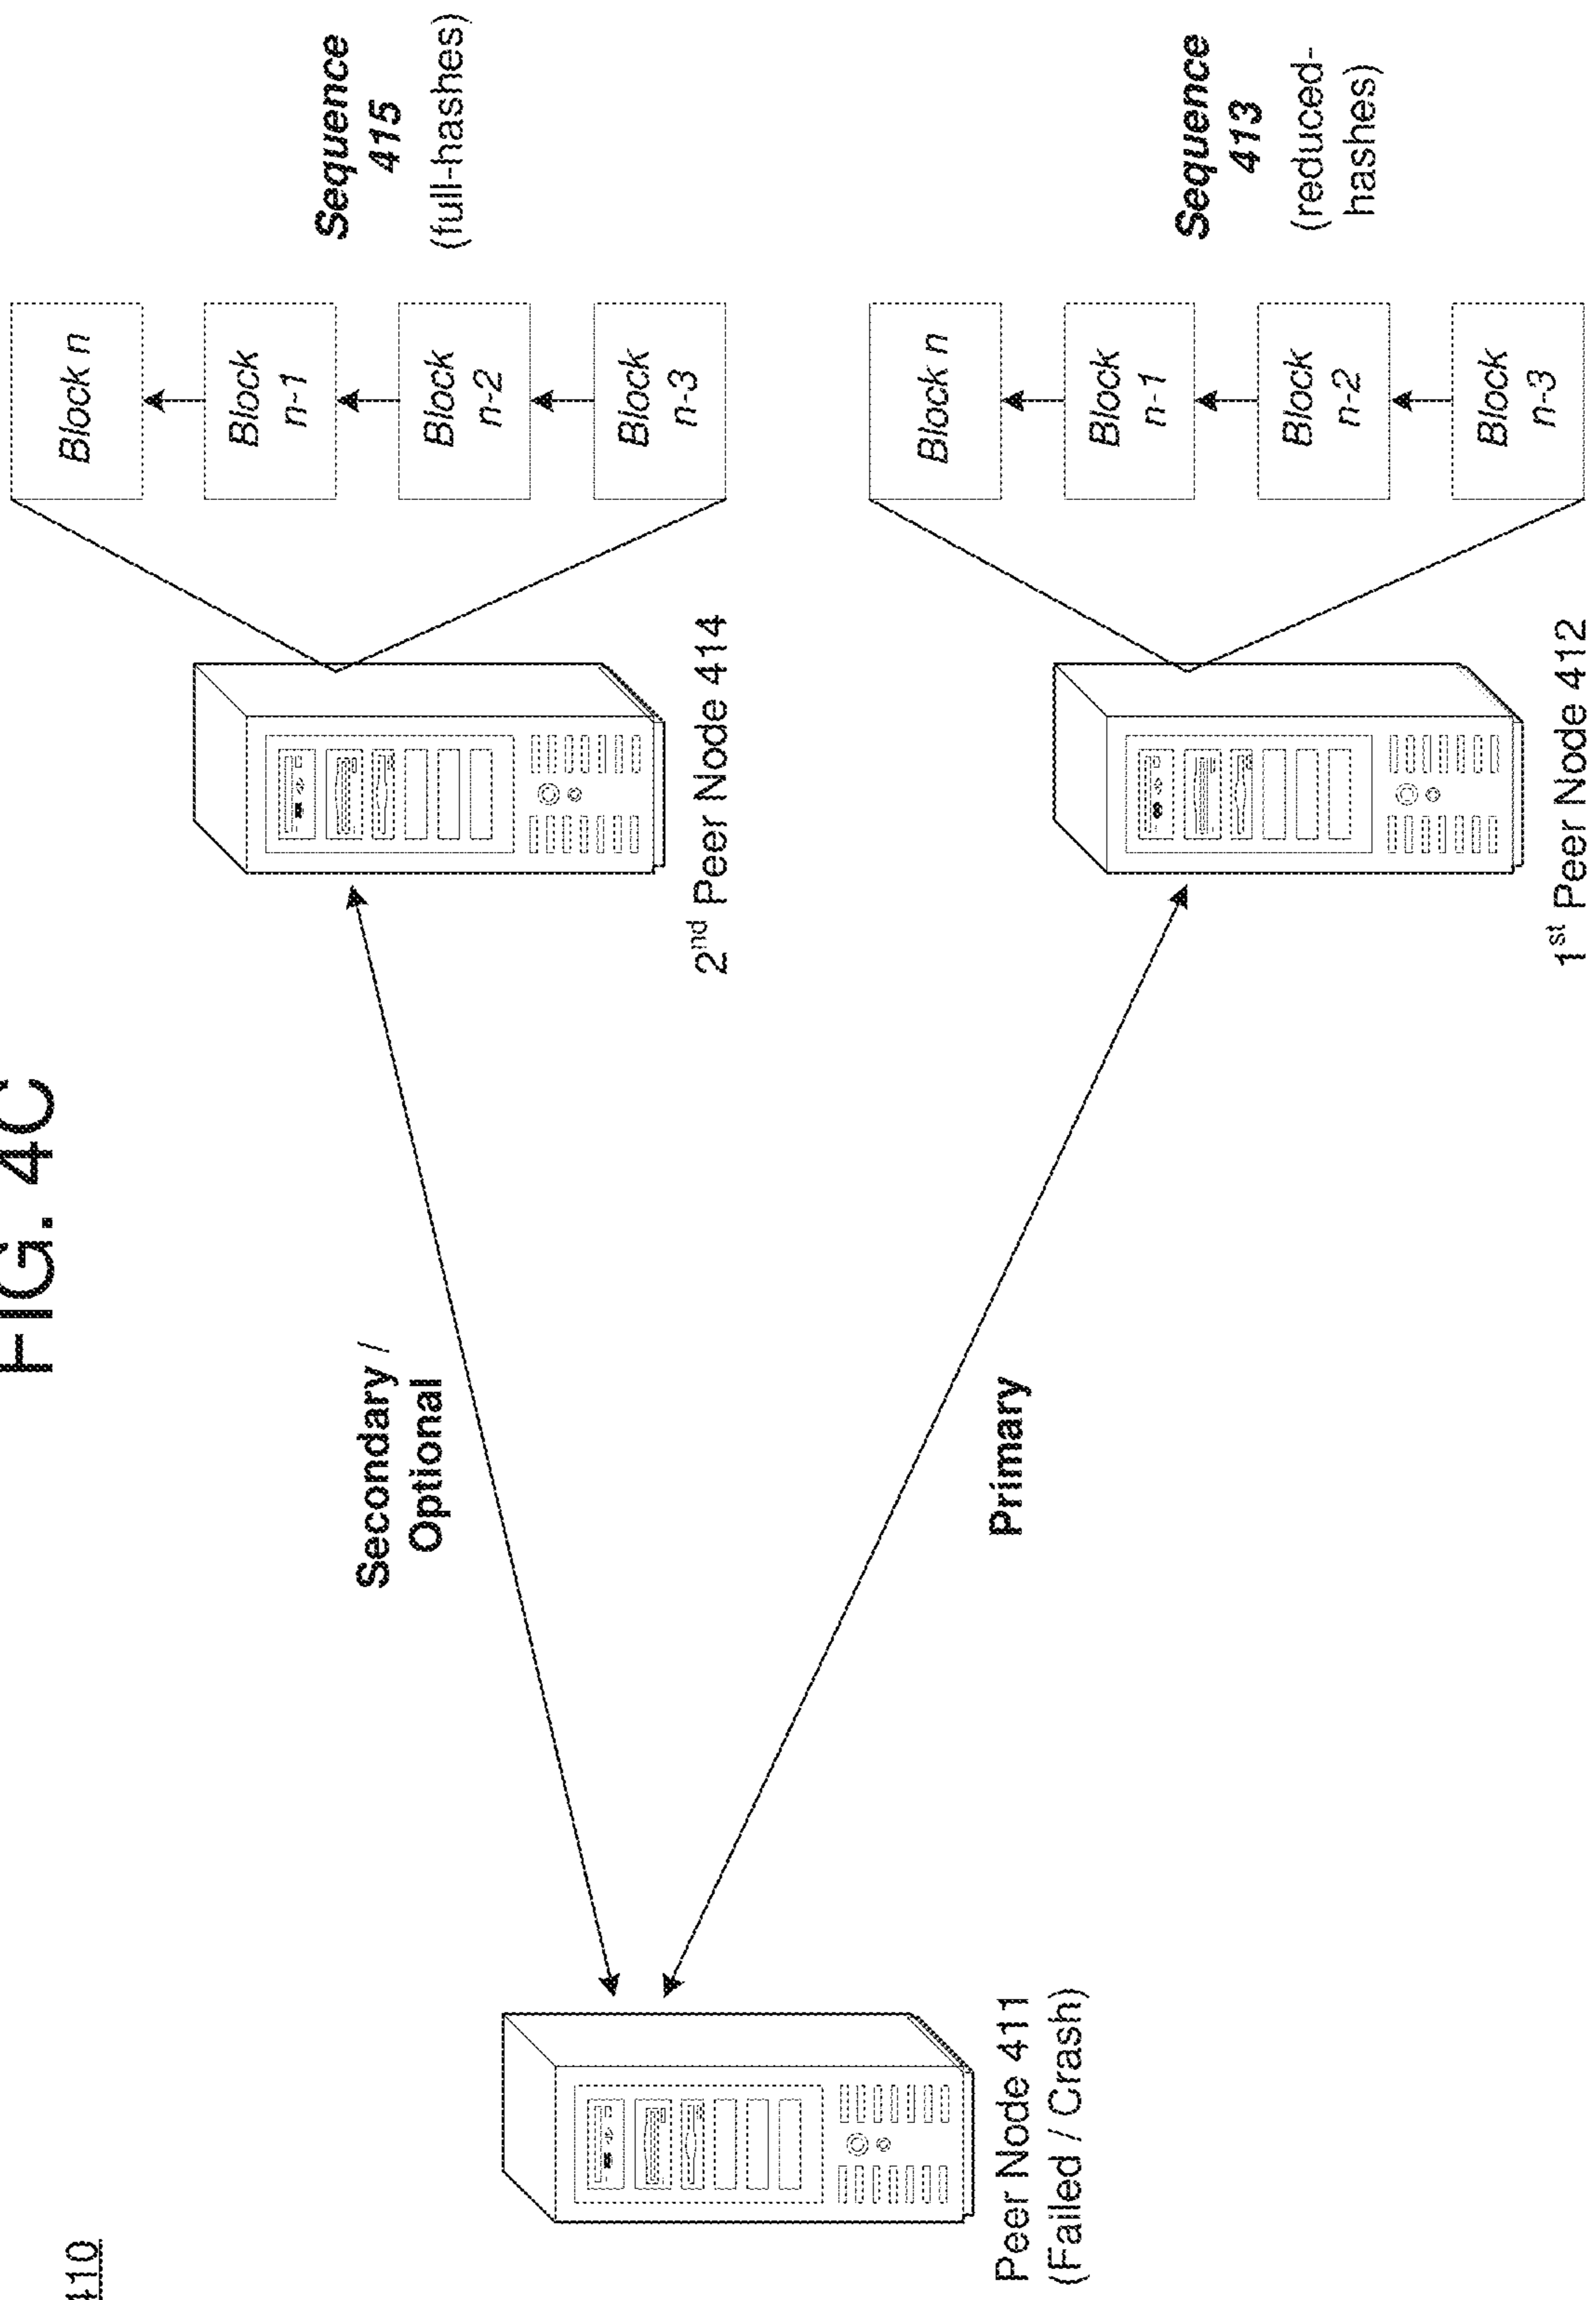 410
FIG. 4C
Peer Node 411
(Failed / Crash)
Secondary /
Optional
Primary
2nd Peer Node 414
Block n
Block
n-1
Block
n-2
Block
n-3
Sequence
415
(full-hashes)
1st Peer Node 412
Block n
Block
n-1
Block
n-2
Block
n-3
Sequence
413
(reduced-
hashes)